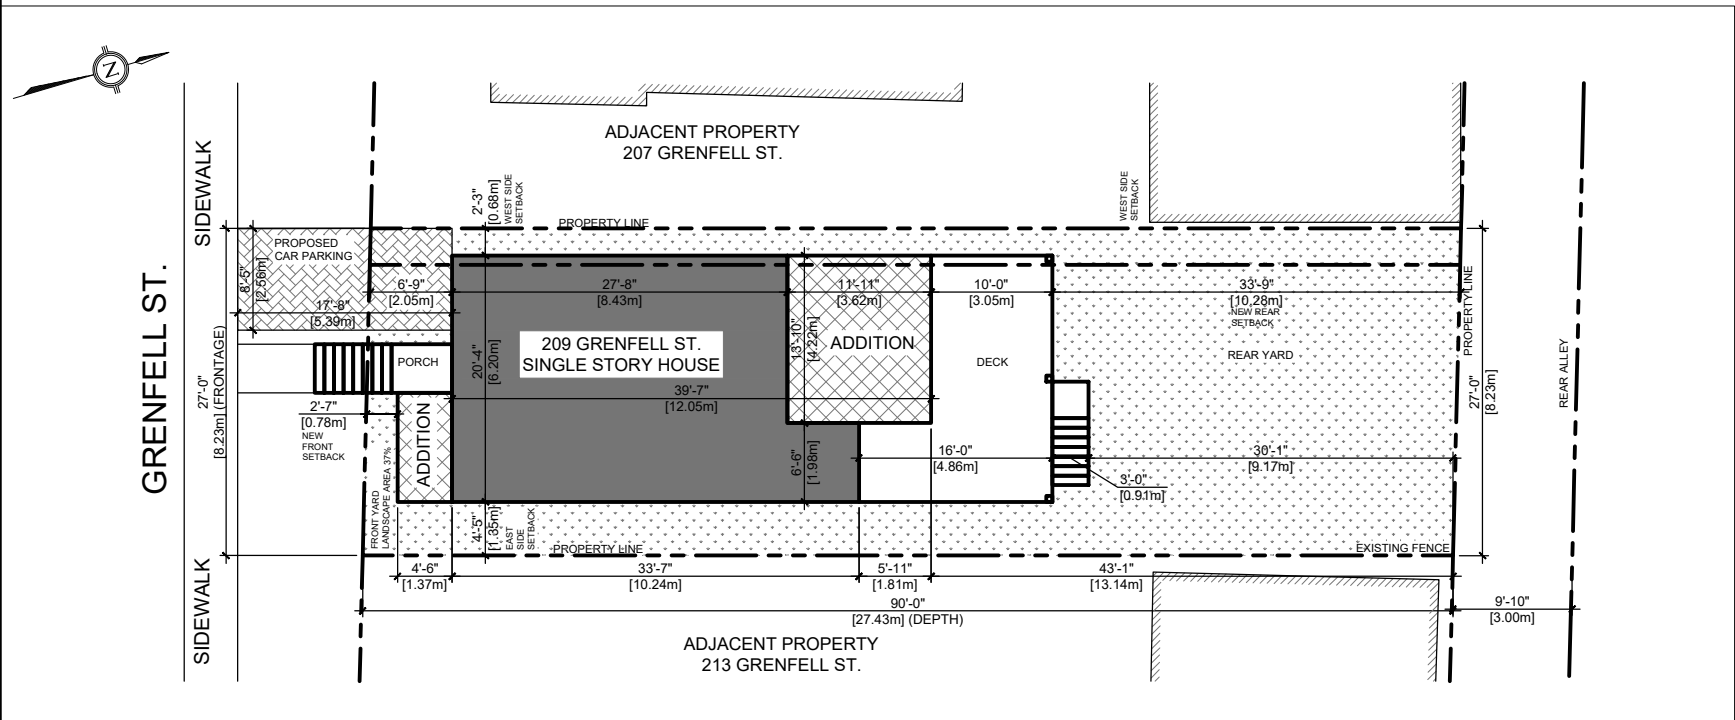 N
ADJACENT PROPERTY
207 GRENFELL ST.
SIDEWALK
GRENFELL ST.
SIDEWALK
2'-3"
[0.68m]
WEST SIDE
SETBACK
WEST SIDE
SETBACK
PROPERTY LINE
PROPOSED
CAR PARKING
8'-5"
[2.56m]
6'-9"
[2.05m]
17'-8"
[5.39m]
27'-8"
[8.43m]
11'-11"
[3.62m]
10'-0"
[3.05m]
33'-9"
[10.28m]
NEW REAR
SETBACK
PROPERTY LINE
27'-0"
[8.23m] (FRONTAGE)
PORCH
209 GRENFELL ST.
SINGLE STORY HOUSE
20'-4"
[6.20m]
13'-10"
[4.22m]
ADDITION
DECK
REAR YARD
REAR ALLEY
27'-0"
[8.23m]
39'-7"
[12.05m]
2'-7"
[0.78m]
NEW
FRONT
SETBACK
ADDITION
FRONT YARD
LANDSCAPE AREA 37%
6'-6"
[1.98m]
16'-0"
[4.86m]
30'-1"
[9.17m]
3'-0"
[0.91m]
4'-5"
[1.35m]
EAST
SIDE
SETBACK
PROPERTY LINE
EXISTING FENCE
4'-6"
[1.37m]
33'-7"
[10.24m]
5'-11"
[1.81m]
43'-1"
[13.14m]
90'-0"
[27.43m] (DEPTH)
9'-10"
[3.00m]
ADJACENT PROPERTY
213 GRENFELL ST.